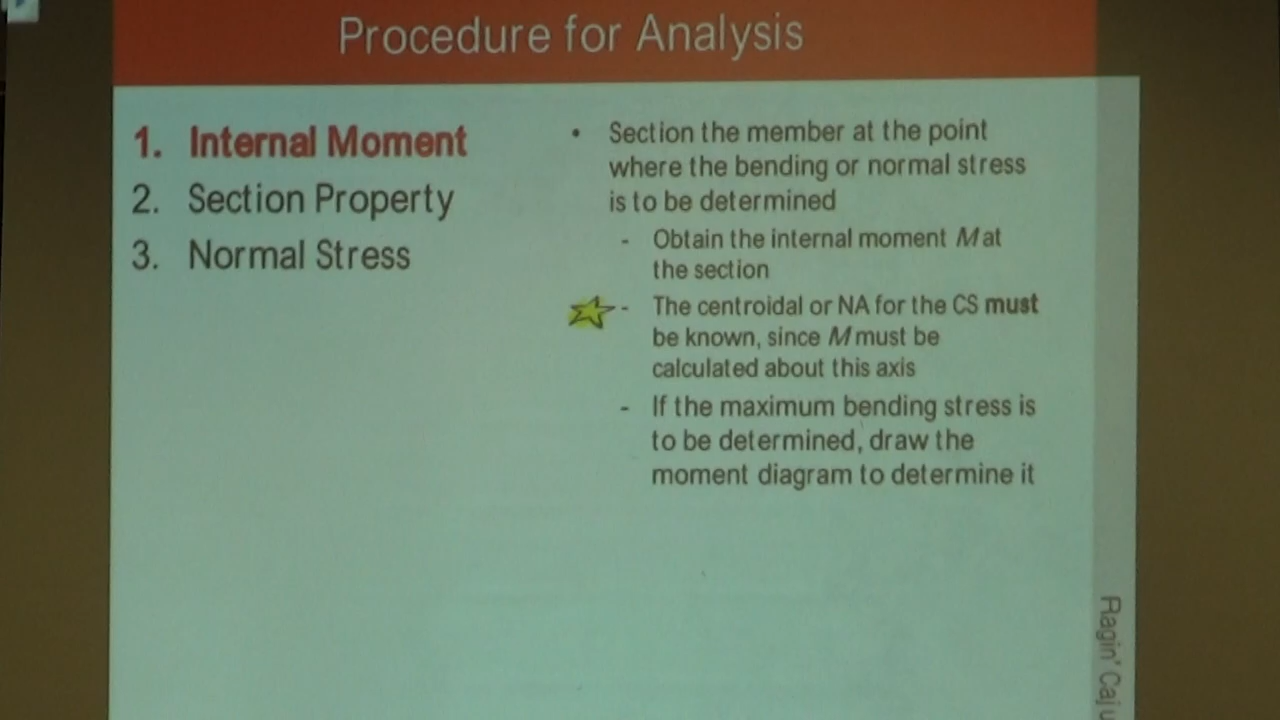 Procedure for Analysis
1. Internal Moment
2. Section Property
3. Normal Stress
• Section the member at the point
where the bending or normal stress
is to be determined
- Obtain the internal moment M at
the section
- The centroidal or NA for the CS must
be known, since M must be
calculated about this axis
- If the maximum bending stress is
to be determined, draw the
moment diagram to determine it
Ragin'